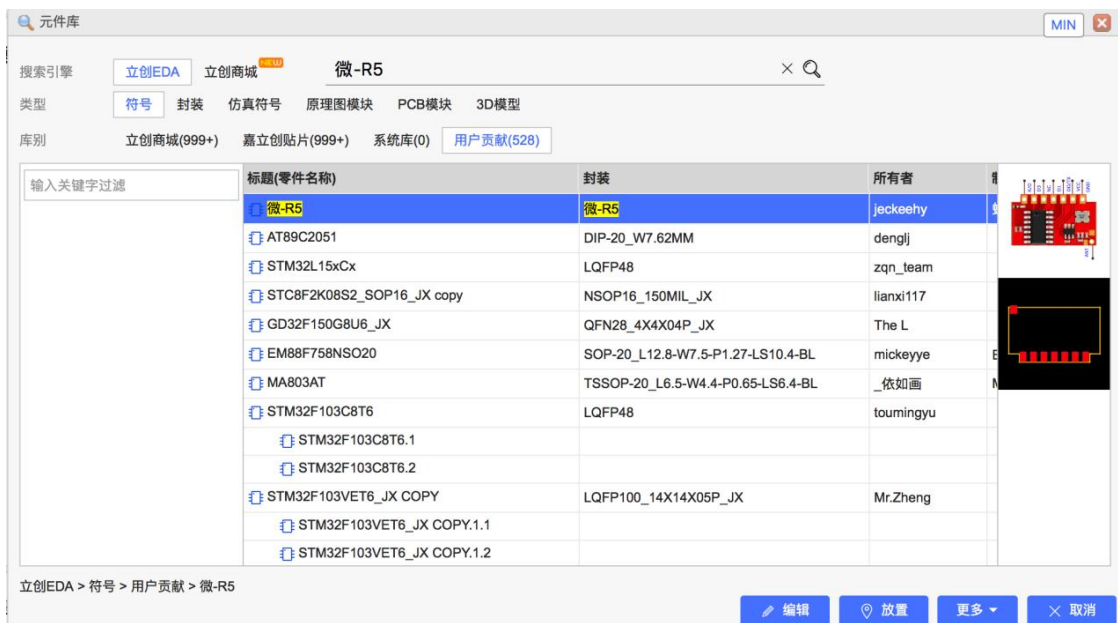 元件库 MIN
搜索引擎 立创EDA 立创商城 NEW 微-R5
类型 符号 封装 仿真符号 原理图模块 PCB模块 3D模型
库别 立创商城(999+) 嘉立创贴片(999+) 系统库(0) 用户贡献(528)
输入关键字过滤
标题(零件名称) 封装 所有者
微-R5 微-R5 jeckeehy
AT89C2051 DIP-20_W7.62MM denglj
STM32L15xCx LQFP48 zqn_team
STC8F2K08S2_SOP16_JX copy NSOP16_150MIL_JX lianxi117
GD32F150G8U6_JX QFN28_4X4X04P_JX The L
EM88F758NSO20 SOP-20_L12.8-W7.5-P1.27-LS10.4-BL mickeyye
MA803AT TSSOP-20_L6.5-W4.4-P0.65-LS6.4-BL _依如画
STM32F103C8T6 LQFP48 toumingyu
STM32F103C8T6.1
STM32F103C8T6.2
STM32F103VET6_JX COPY LQFP100_14X14X05P_JX Mr.Zheng
STM32F103VET6_JX COPY.1.1
STM32F103VET6_JX COPY.1.2
立创EDA > 符号 > 用户贡献 > 微-R5
编辑 放置 更多 取消